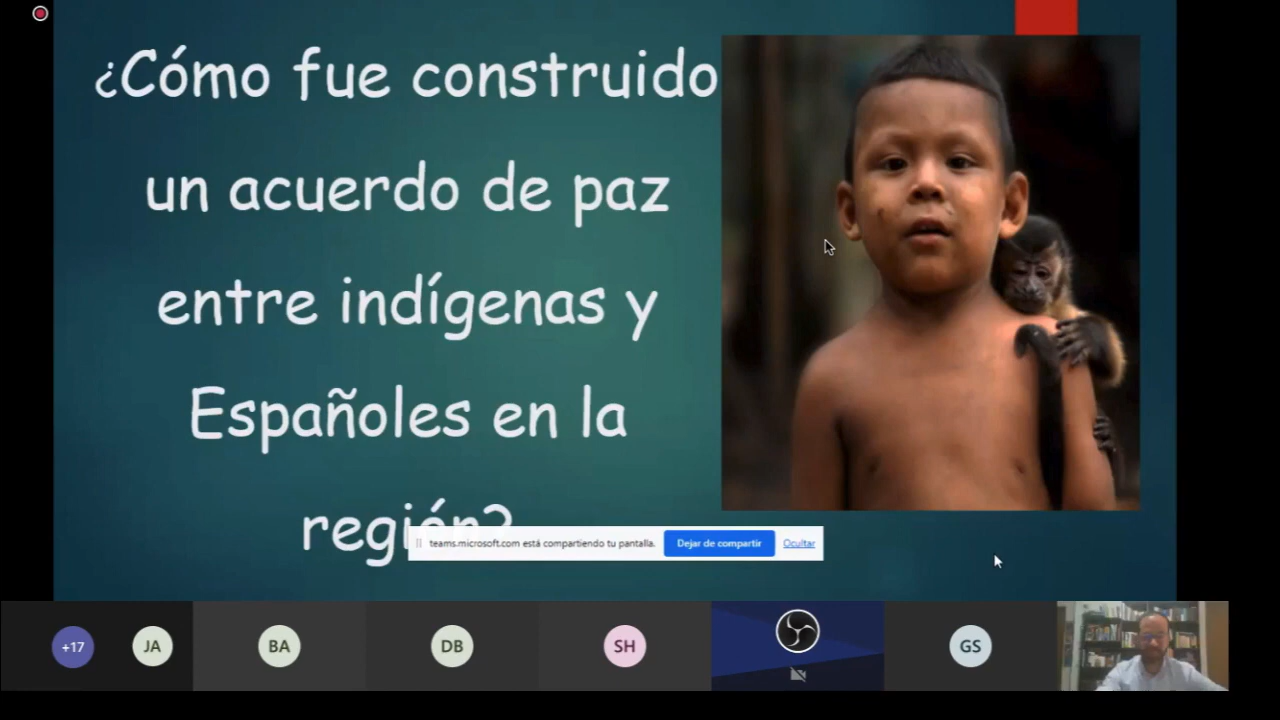 ¿Cómo fue construido
un acuerdo de paz
entre indígenas y
Españoles en la
región?
teams.microsoft.com está compartiendo tu pantalla. Dejar de compartir Ocultar
+17 JA BA DB SH GS